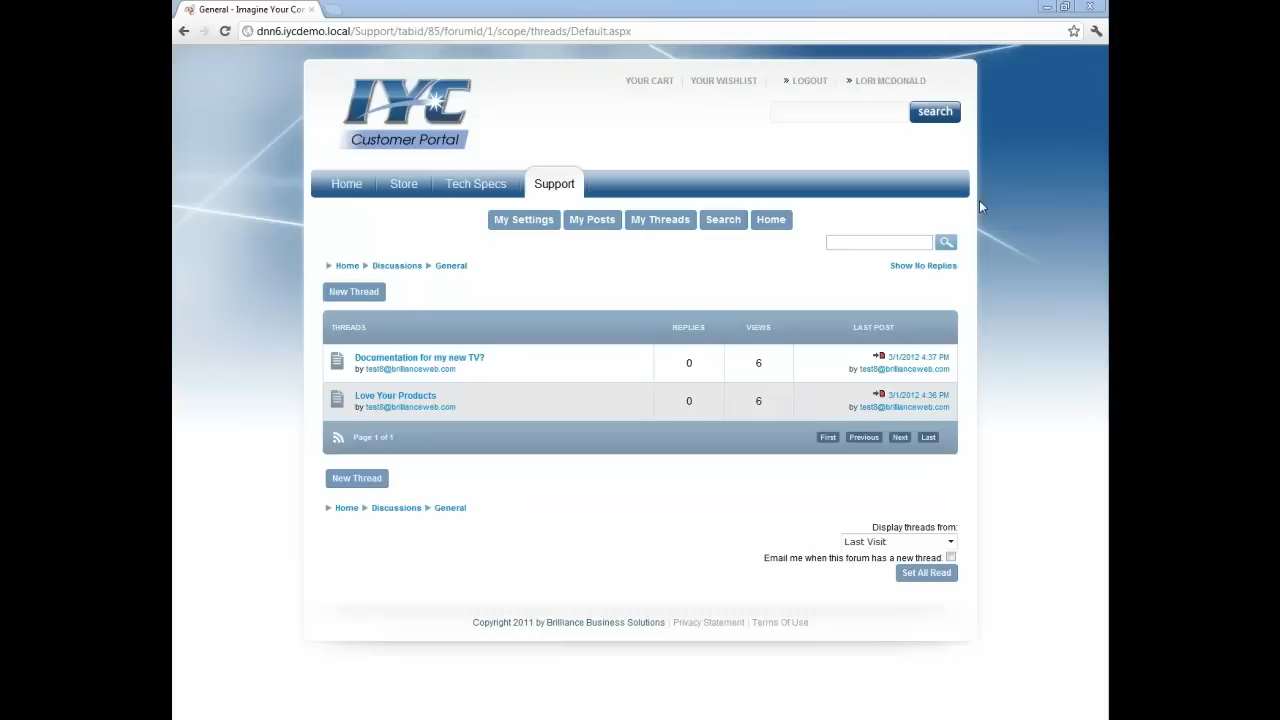 General - Imagine Your Cor
dnn6.iycdemo.local/Support/tabid/85/forumid/1/scope/threads/Default.aspx
YOUR CART YOUR WISHLIST » LOGOUT » LORI MCDONALD
IYC
Customer Portal
search
Home Store Tech Specs Support
My Settings My Posts My Threads Search Home
Home Discussions General Show No Replies
New Thread
THREADS REPLIES VIEWS LAST POST
Documentation for my new TV? 0 6 3/1/2012 4:37 PM
by test8@brillianceweb.com by test8@brillianceweb.com
Love Your Products 0 6 3/1/2012 4:36 PM
by test8@brillianceweb.com by test8@brillianceweb.com
Page 1 of 1 First Previous Next Last
New Thread
Home Discussions General
Display threads from:
Last Visit
Email me when this forum has a new thread.
Set All Read
Copyright 2011 by Brilliance Business Solutions | Privacy Statement | Terms Of Use